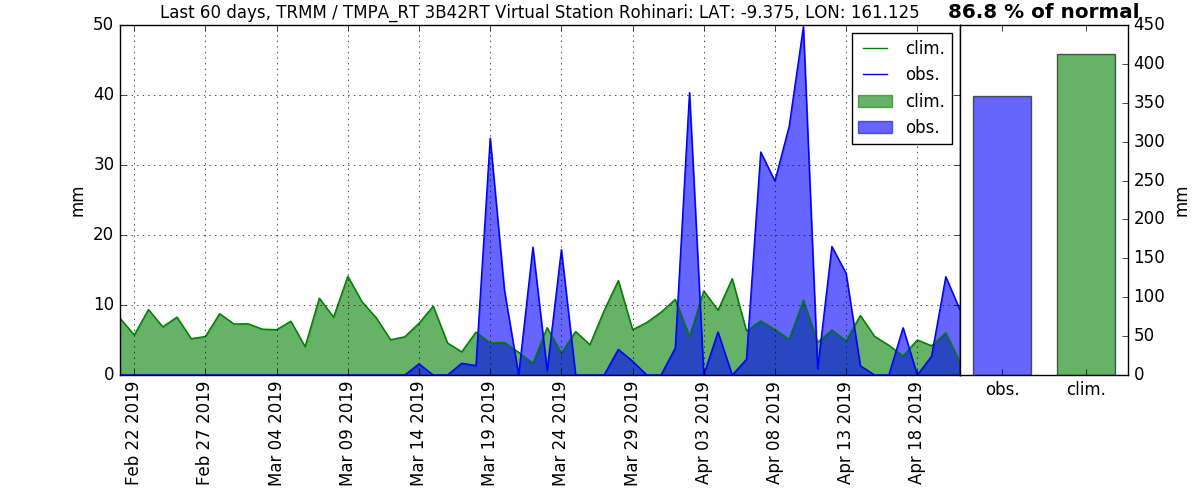 Last 60 days, TRMM / TMPA_RT 3B42RT Virtual Station Rohinari: LAT: -9.375, LON: 161.125
86.8 % of normal
50
40
30
20
10
0
mm
clim.
obs.
clim.
obs.
450
400
350
300
250
200
150
100
50
0
mm
obs.
clim.
Feb 22 2019
Feb 27 2019
Mar 04 2019
Mar 09 2019
Mar 14 2019
Mar 19 2019
Mar 24 2019
Mar 29 2019
Apr 03 2019
Apr 08 2019
Apr 13 2019
Apr 18 2019